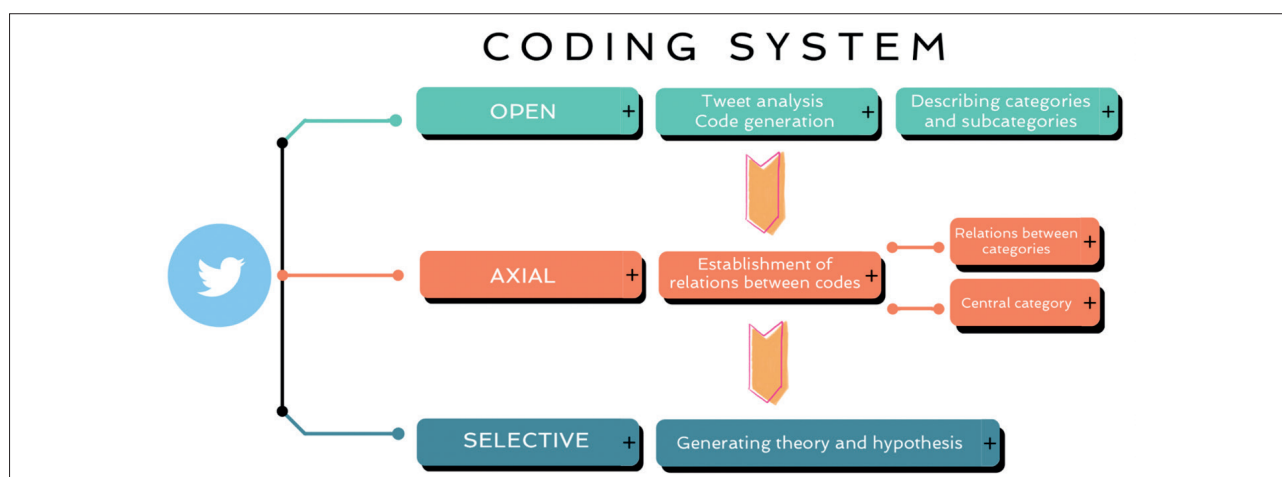 CODING SYSTEM
OPEN +
Tweet analysis
Code generation +
Describing categories
and subcategories +
AXIAL +
Establishment of
relations between codes +
Relations between
categories +
Central category +
SELECTIVE +
Generating theory and hypothesis +